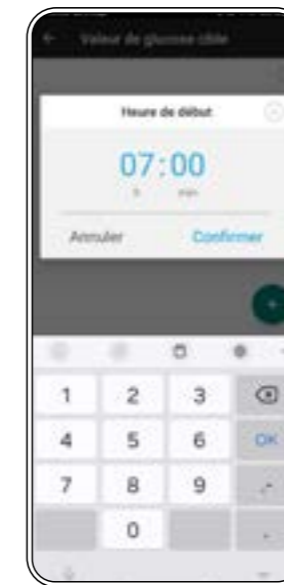 Valeur de glucose cible
Heure de début
07:00
h min
Annuler Confirmer
1 2 3
4 5 6 OK
7 8 9 .-
0 .